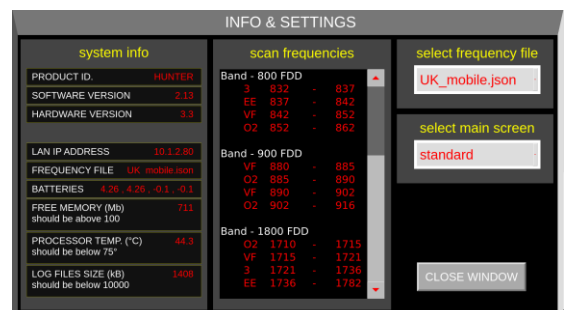 INFO & SETTINGS
system info
PRODUCT ID. HUNTER
SOFTWARE VERSION 2.13
HARDWARE VERSION 3.3
LAN IP ADDRESS 10.1.2.80
FREQUENCY FILE UK_mobile.json
BATTERIES 4.26 , 4.26 , -0.1 , -0.1
FREE MEMORY (Mb) 711
should be above 100
PROCESSOR TEMP. (°C) 44.3
should be below 75°
LOG FILES SIZE (kB) 1408
should be below 10000
scan frequencies
Band - 800 FDD
3 832 - 837
EE 837 - 842
VF 842 - 852
O2 852 - 862
Band - 900 FDD
VF 880 - 885
O2 885 - 890
VF 890 - 902
O2 902 - 916
Band - 1800 FDD
O2 1710 - 1715
VF 1715 - 1721
3 1721 - 1736
EE 1736 - 1782
select frequency file
UK_mobile.json
select main screen
standard
CLOSE WINDOW